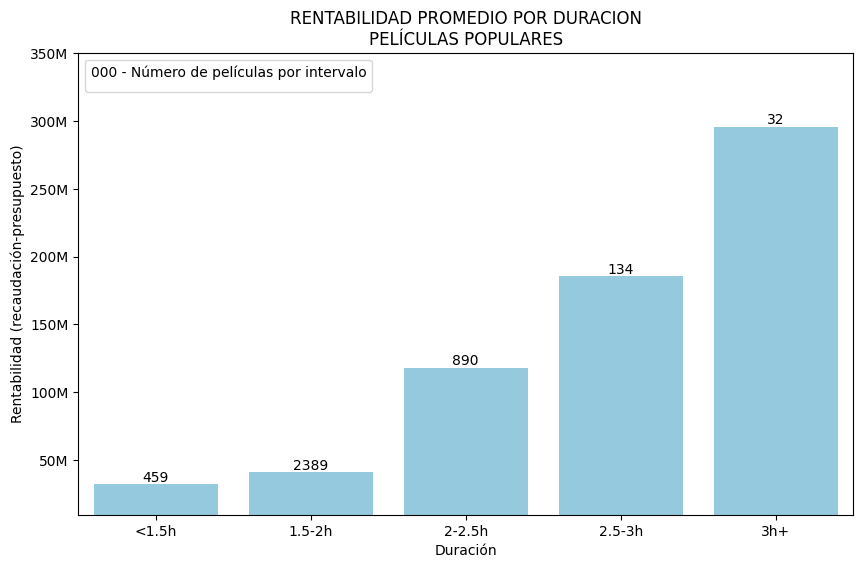 RENTABILIDAD PROMEDIO POR DURACION
PELÍCULAS POPULARES
000 - Número de películas por intervalo
Rentabilidad (recaudación-presupuesto)
350M
300M
250M
200M
150M
100M
50M
459
2389
890
134
32
<1.5h
1.5-2h
2-2.5h
2.5-3h
3h+
Duración